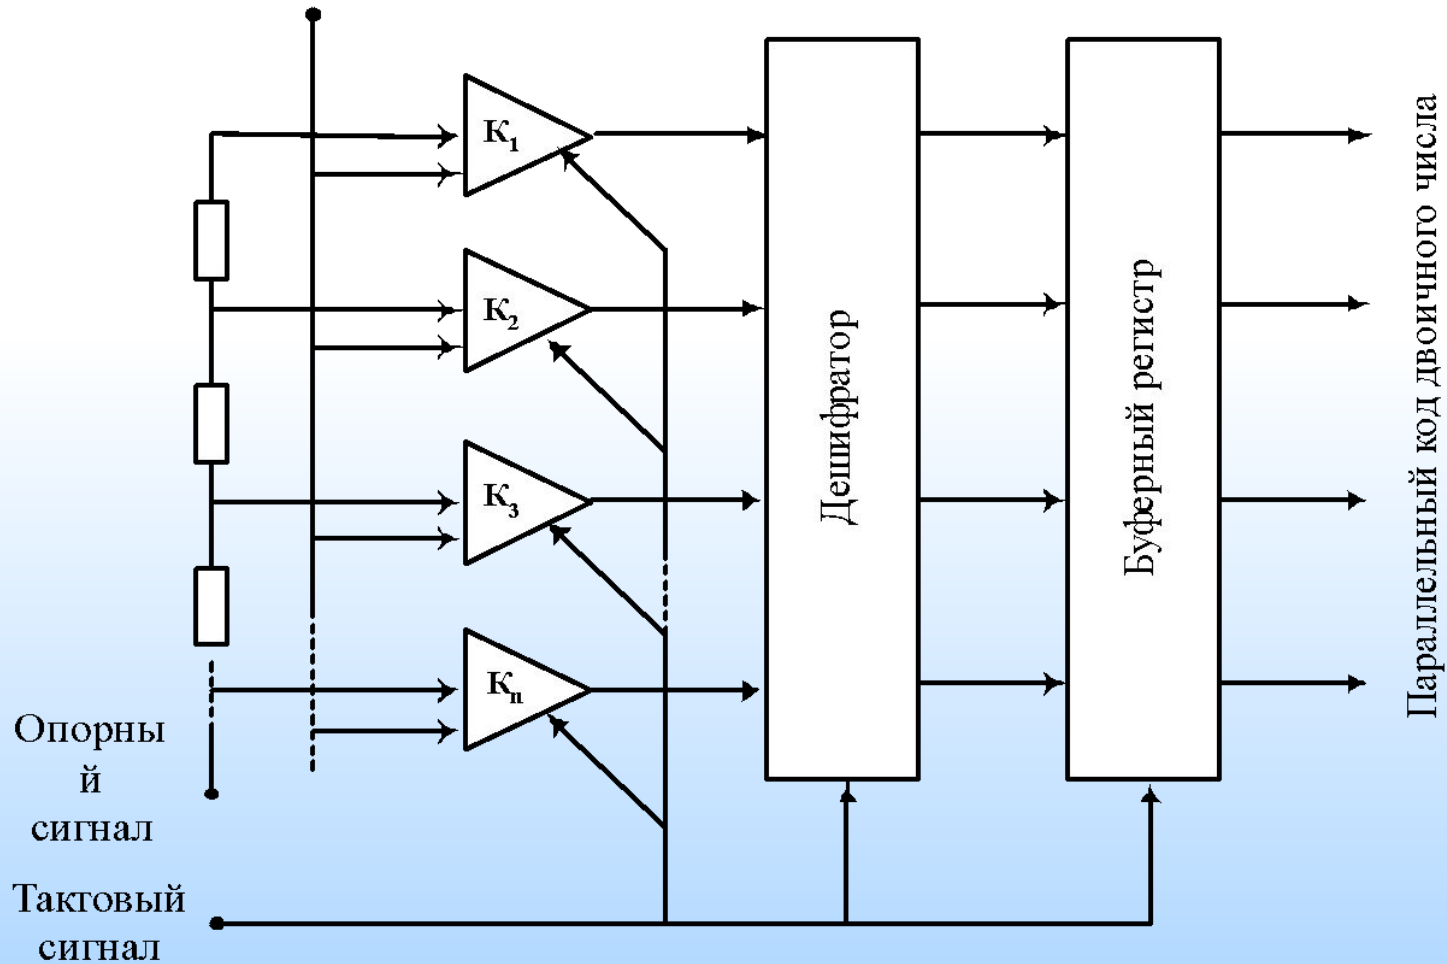 К1
К2
К3
Кn
Дешифратор
Буферный регистр
Параллельный код двоичного числа
Опорны
й
сигнал
Тактовый
сигнал